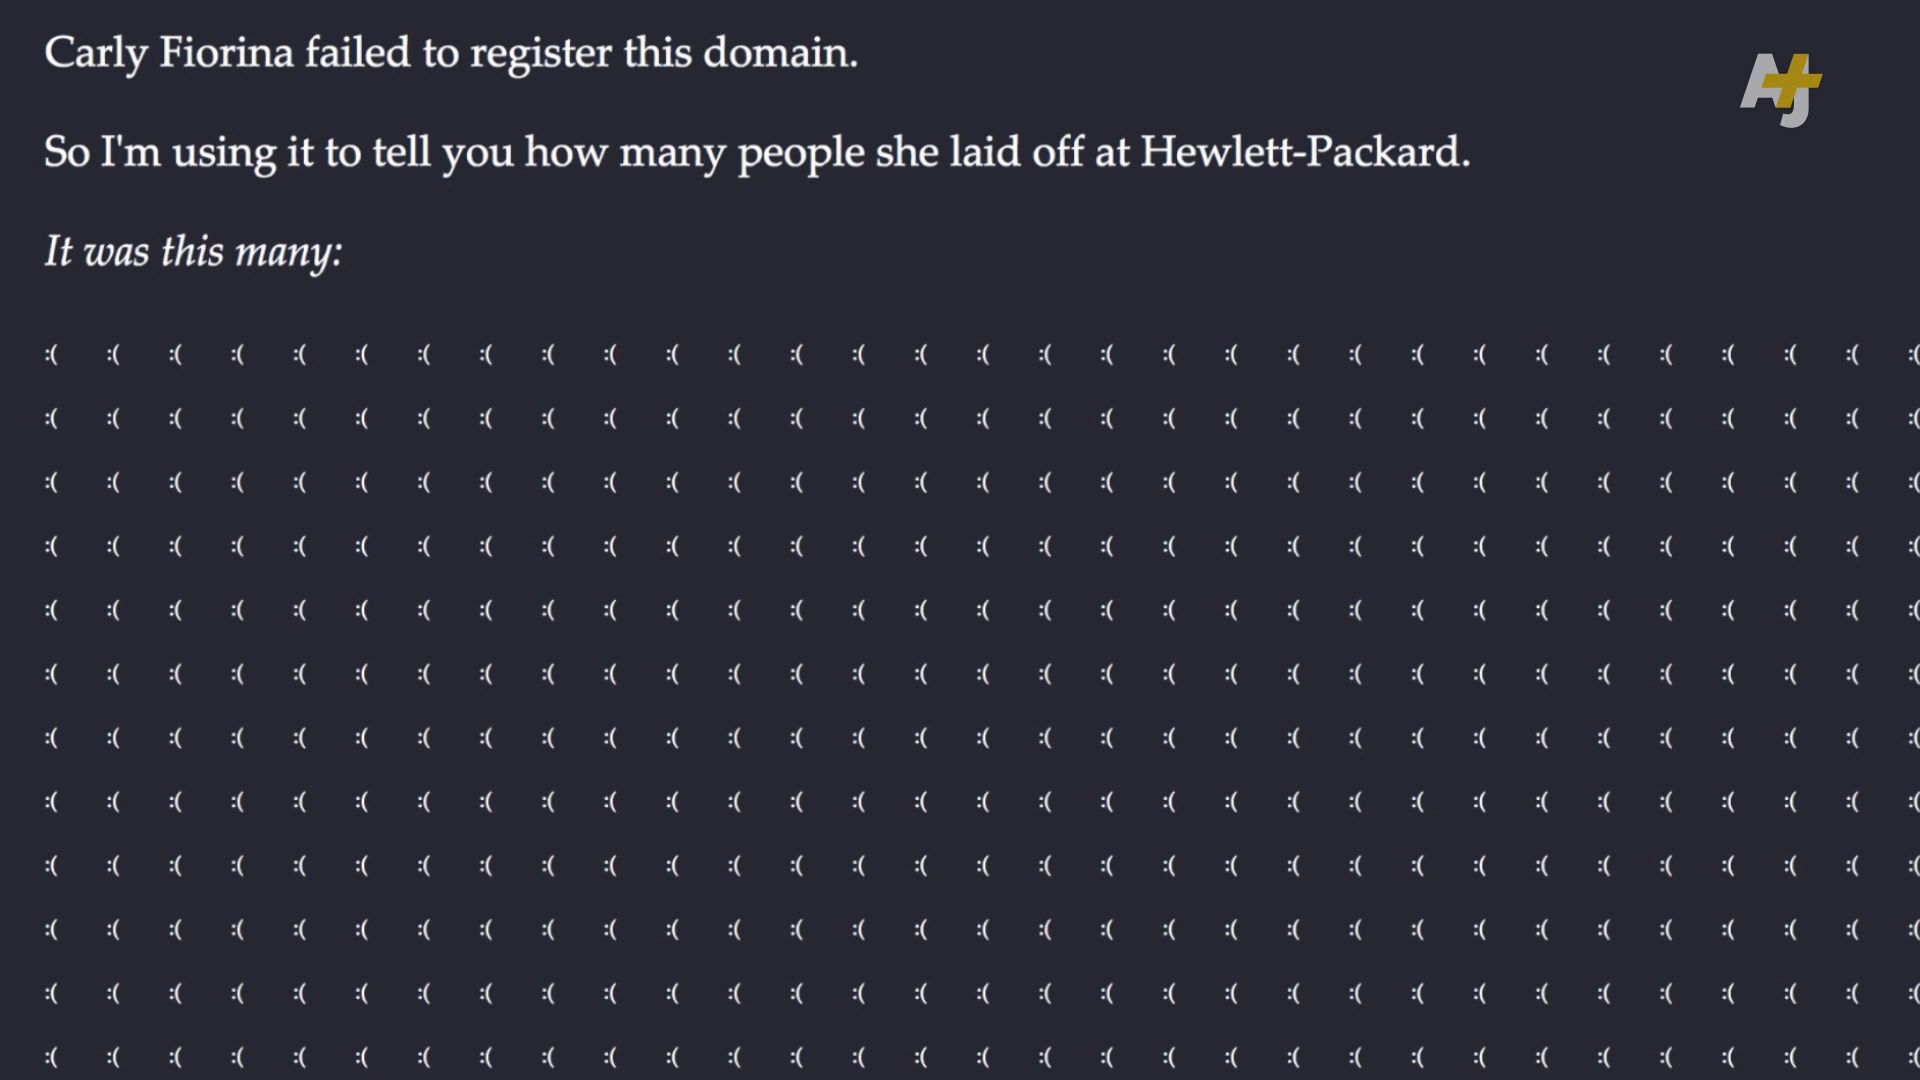 Carly Fiorina failed to register this domain.
AJ+
So I'm using it to tell you how many people she laid off at Hewlett-Packard.
It was this many:
:( :( :( :( :( :( :( :( :( :( :( :( :( :( :( :( :( :( :( :( :( :( :( :( :( :( :( :( :( :( :(
:( :( :( :( :( :( :( :( :( :( :( :( :( :( :( :( :( :( :( :( :( :( :( :( :( :( :( :( :( :( :(
:( :( :( :( :( :( :( :( :( :( :( :( :( :( :( :( :( :( :( :( :( :( :( :( :( :( :( :( :( :( :(
:( :( :( :( :( :( :( :( :( :( :( :( :( :( :( :( :( :( :( :( :( :( :( :( :( :( :( :( :( :( :(
:( :( :( :( :( :( :( :( :( :( :( :( :( :( :( :( :( :( :( :( :( :( :( :( :( :( :( :( :( :( :(
:( :( :( :( :( :( :( :( :( :( :( :( :( :( :( :( :( :( :( :( :( :( :( :( :( :( :( :( :( :( :(
:( :( :( :( :( :( :( :( :( :( :( :( :( :( :( :( :( :( :( :( :( :( :( :( :( :( :( :( :( :( :(
:( :( :( :( :( :( :( :( :( :( :( :( :( :( :( :( :( :( :( :( :( :( :( :( :( :( :( :( :( :( :(
:( :( :( :( :( :( :( :( :( :( :( :( :( :( :( :( :( :( :( :( :( :( :( :( :( :( :( :( :( :( :(
:( :( :( :( :( :( :( :( :( :( :( :( :( :( :( :( :( :( :( :( :( :( :( :( :( :( :( :( :( :( :(
:( :( :( :( :( :( :( :( :( :( :( :( :( :( :( :( :( :( :( :( :( :( :( :( :( :( :( :( :( :( :(
:( :( :( :( :( :( :( :( :( :( :( :( :( :( :( :( :( :( :( :( :( :( :( :( :( :( :( :( :( :( :(